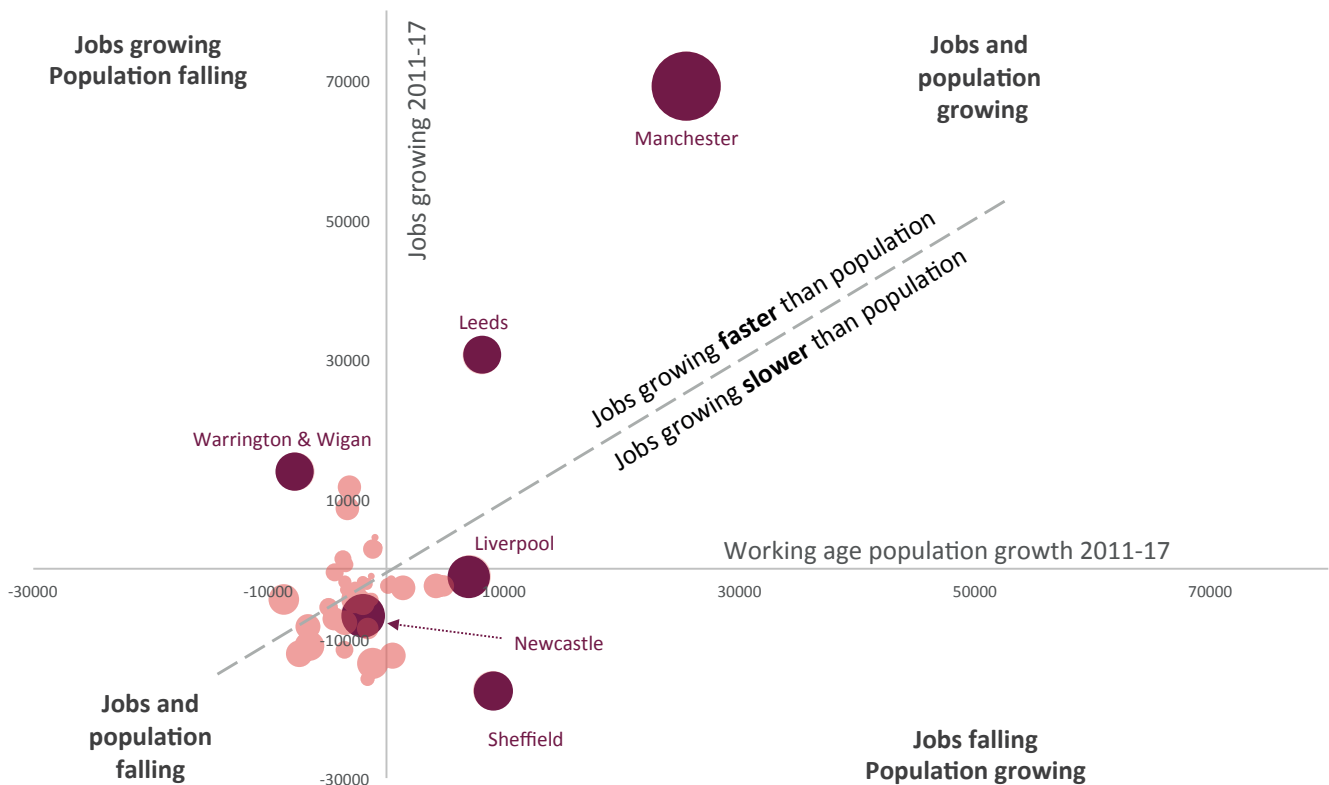 Jobs growing
Population falling
Jobs growing 2011-17
Jobs and
population
growing
70000
Manchester
50000
Jobs growing faster than population
Jobs growing slower than population
Leeds
30000
Warrington & Wigan
10000
Liverpool
Working age population growth 2011-17
-30000
-10000
10000
30000
50000
70000
-10000
Newcastle
Jobs and
population
falling
Sheffield
Jobs falling
Population growing
-30000